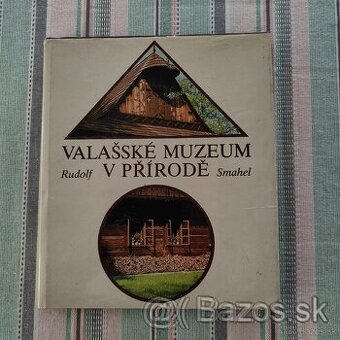 VALAŠSKÉ MUZEUM
Rudolf V PŘÍRODĚ Smahel
Bazos.sk